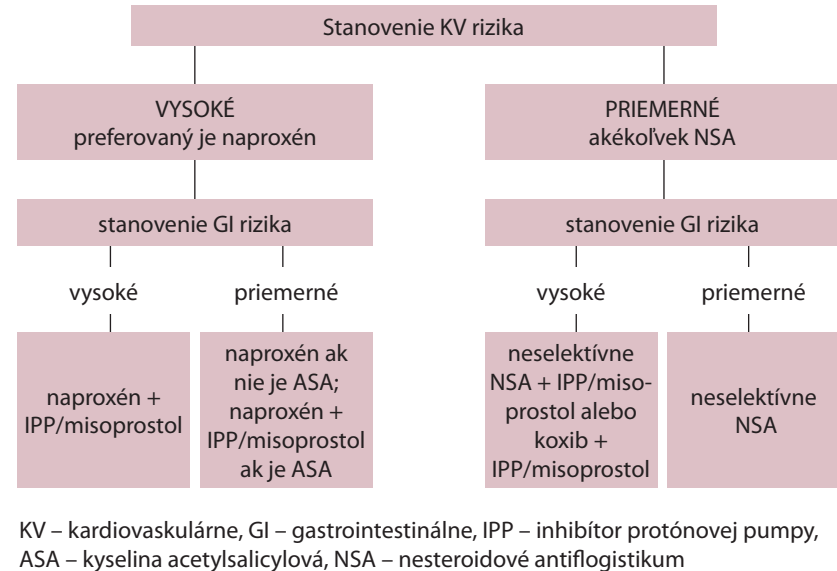 Stanovenie KV rizika
VYSOKÉ
preferovaný je naproxén
PRIEMERNÉ
akékoľvek NSA
stanovenie GI rizika
stanovenie GI rizika
vysoké
priemerné
vysoké
priemerné
naproxén +
IPP/misoprostol
naproxén ak
nie je ASA;
naproxén +
IPP/misoprostol
ak je ASA
neselektívne
NSA + IPP/miso-
prostol alebo
koxib +
IPP/misoprostol
neselektívne
NSA
KV – kardiovaskulárne, GI – gastrointestinálne, IPP – inhibítor protónovej pumpy,
ASA – kyselina acetylsalicylová, NSA – nesteroidové antiflogistikum